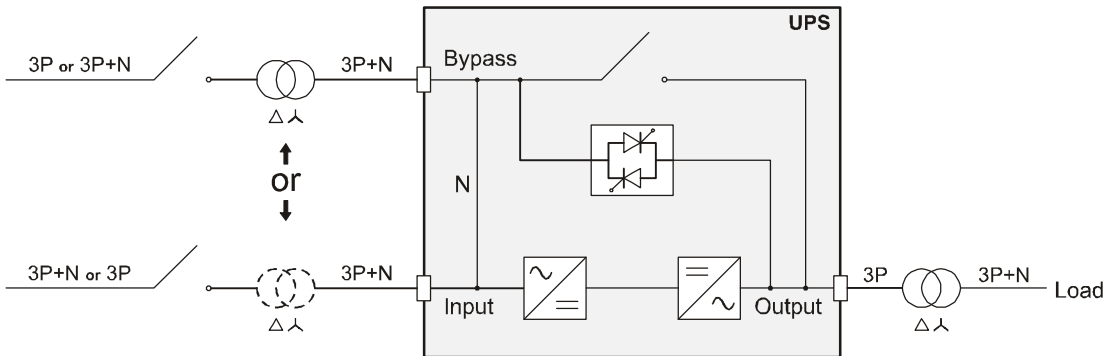 UPS
3P or 3P+N
3P+N
Bypass
or
N
3P+N or 3P
3P+N
Input
Output
3P
3P+N
Load